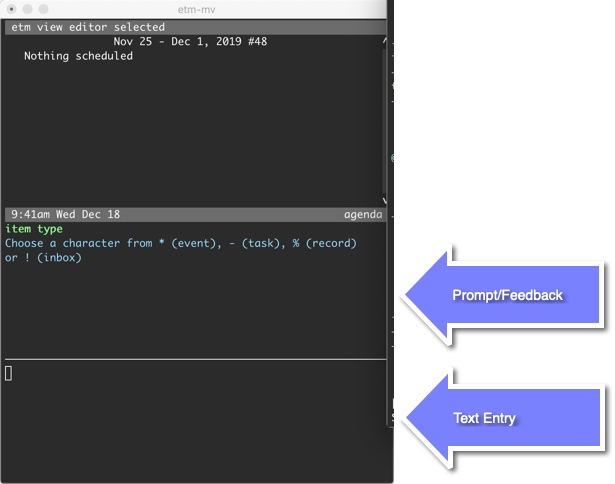 etm-mv
etm view editor selected
Nov 25 - Dec 1, 2019 #48
Nothing scheduled
9:41am Wed Dec 18 agenda
item type
Choose a character from * (event), - (task), % (record)
or ! (inbox)
Prompt/Feedback
Text Entry